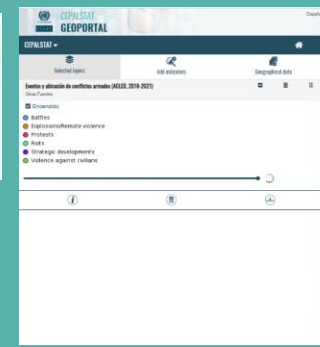 CEPALSTAT
GEOPORTAL
Españo
CEPALSTAT
Selected layers
Add indicators
Geographical data
Eventos y ubicación de conflictos armados (ACLED, 2018-2021)
Otras Fuentes
Encendido
Battles
Explosions/Remote violence
Protests
Riots
Strategic developments
Violence against civilians